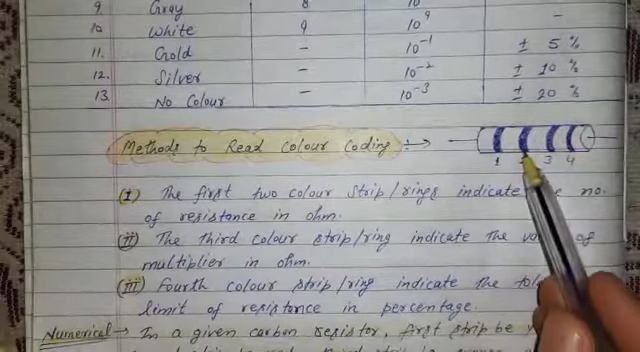 9. Gray 8 10
10. White 9 10⁹ –
11. Gold – 10⁻¹ ± 5 %
12. Silver – 10⁻² ± 10 %
13. No Colour – 10⁻³ ± 20 %
Methods to Read Colour Coding :→
1 3 4
(i) The first two colour strip/rings indicate no.
of resistance in ohm.
(ii) The third colour strip/ring indicate the of
multiplier in ohm.
(iii) Fourth colour strip/ring indicate the
limit of resistance in percentage.
Numerical → In a given carbon resistor, first strip be